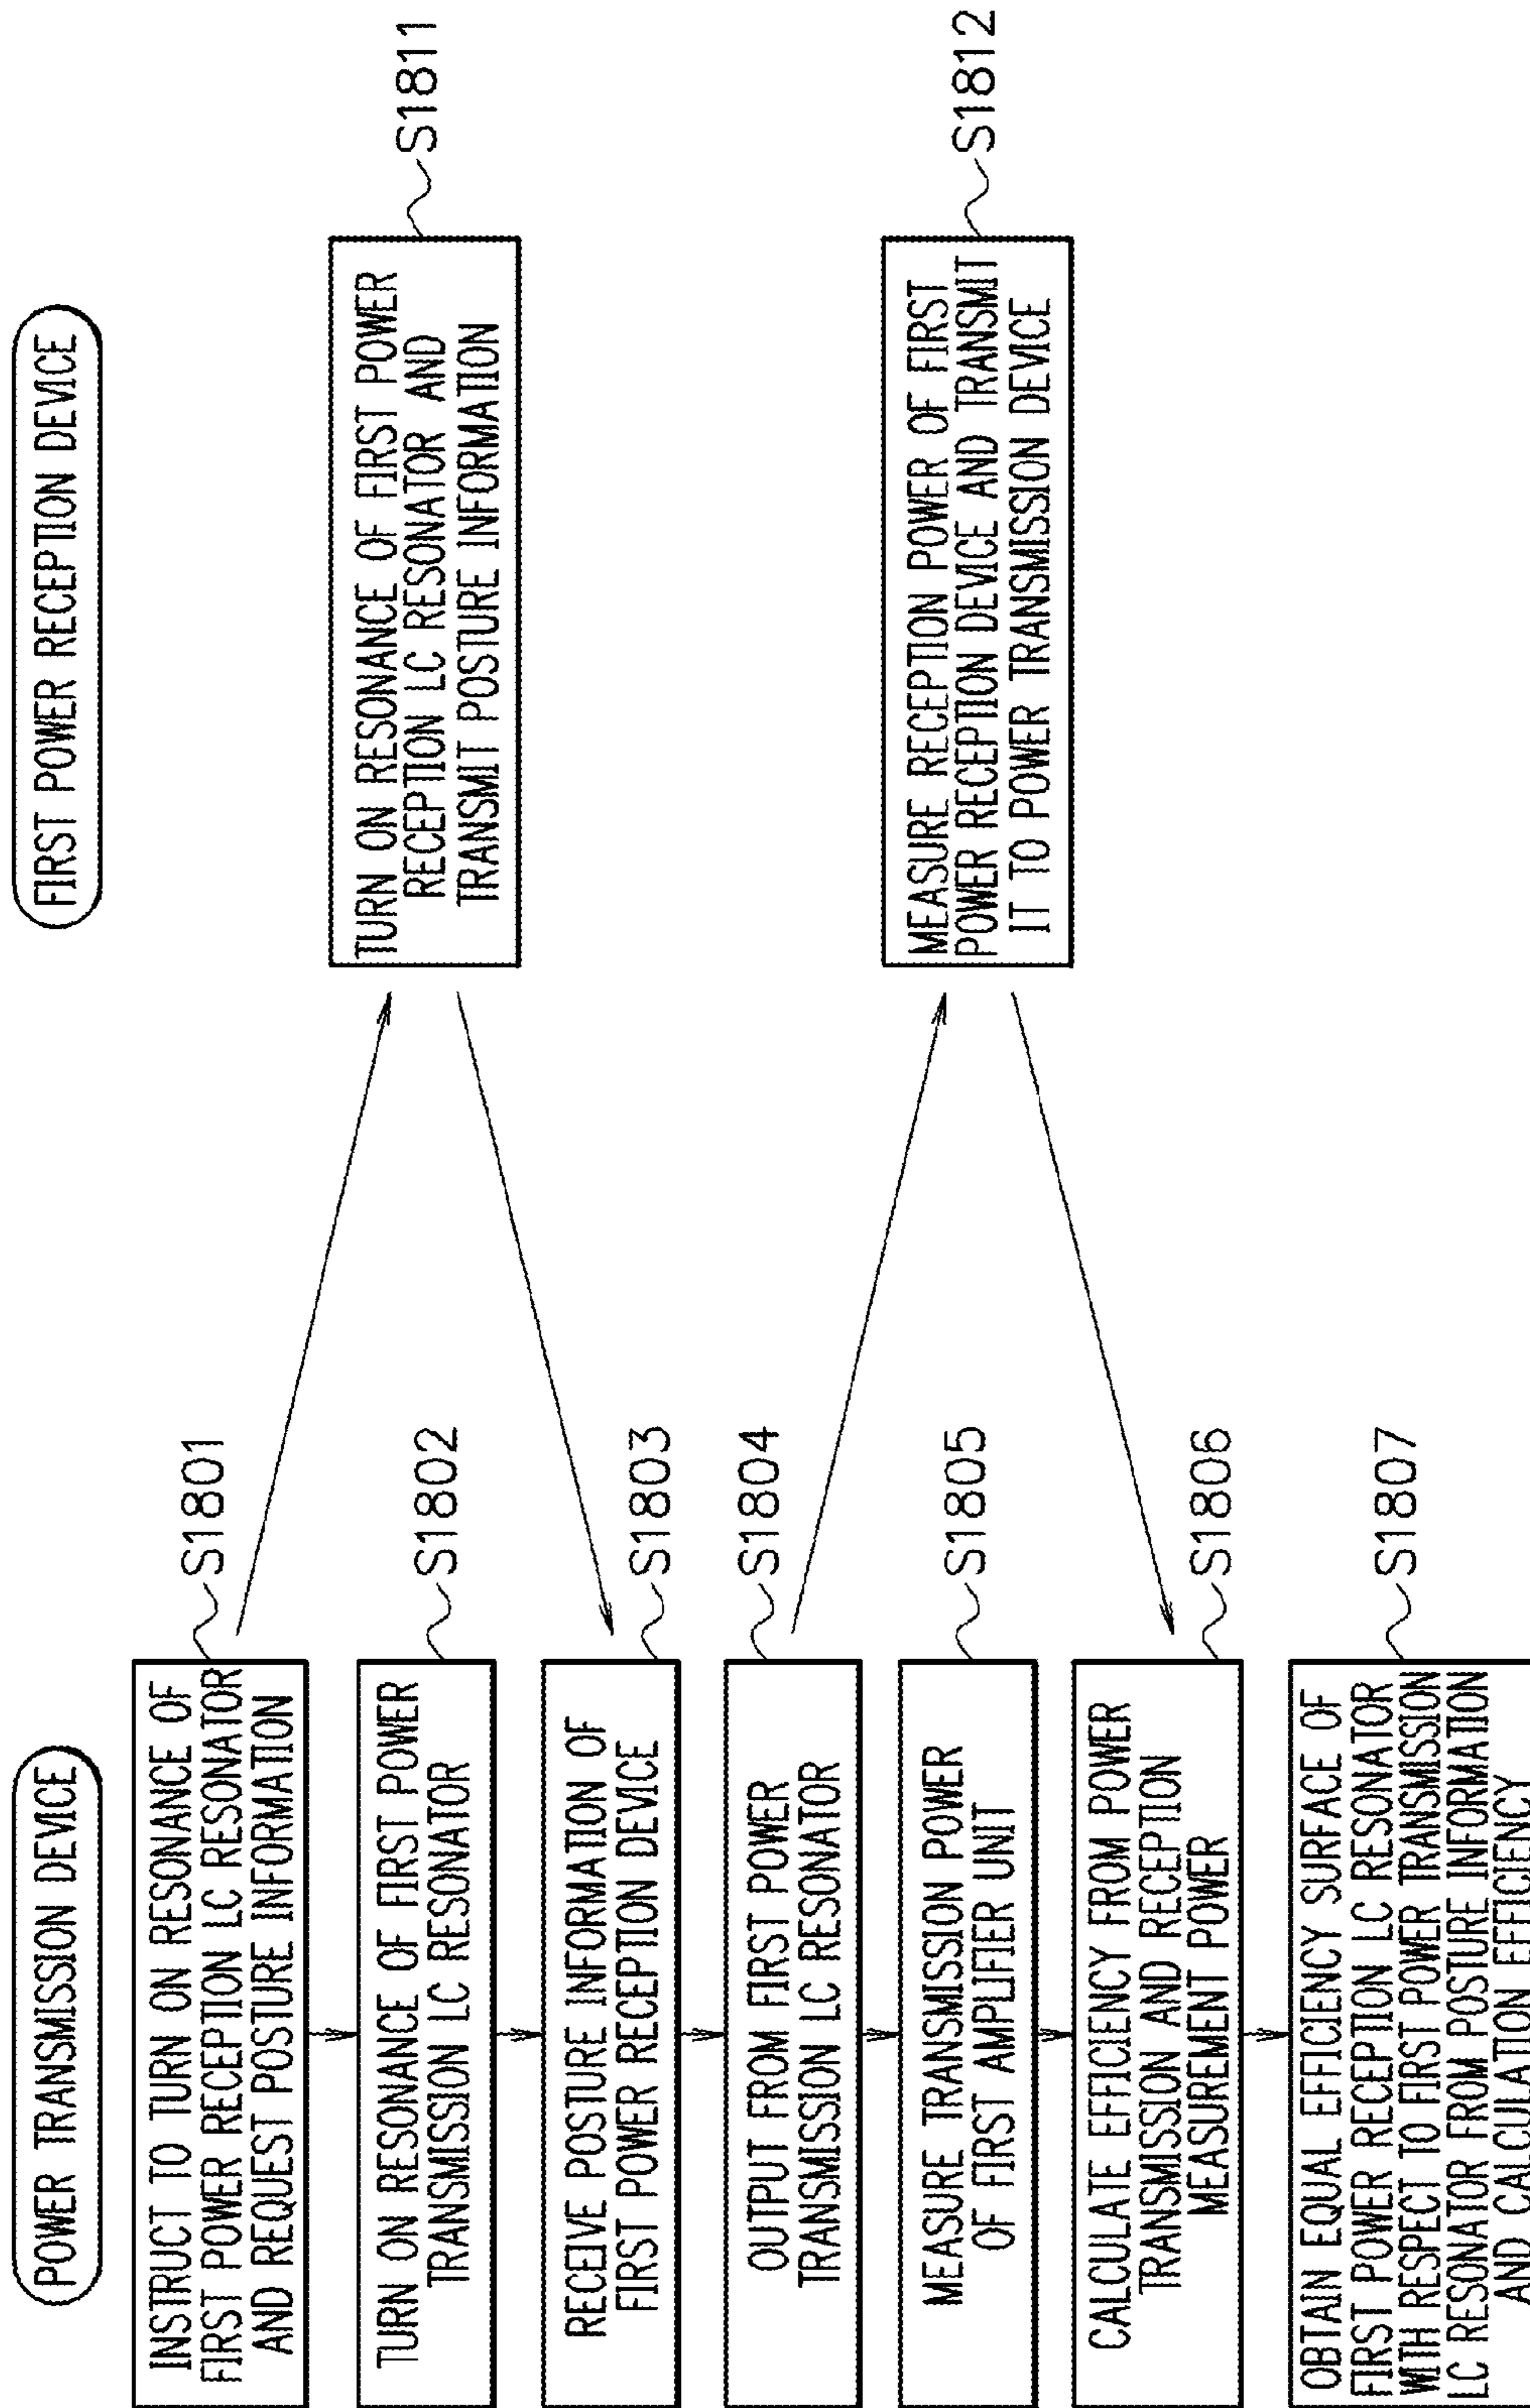 POWER TRANSMISSION DEVICE
INSTRUCT TO TURN ON RESONANCE OF
FIRST POWER RECEPTION LC RESONATOR
AND REQUEST POSTURE INFORMATION
S1801
TURN ON RESONANCE OF FIRST POWER
TRANSMISSION LC RESONATOR
S1802
RECEIVE POSTURE INFORMATION OF
FIRST POWER RECEPTION DEVICE
S1803
OUTPUT FROM FIRST POWER
TRANSMISSION LC RESONATOR
S1804
MEASURE TRANSMISSION POWER
OF FIRST AMPLIFIER UNIT
S1805
CALCULATE EFFICIENCY FROM POWER
TRANSMISSION AND RECEPTION
MEASUREMENT POWER
S1806
OBTAIN EQUAL EFFICIENCY SURFACE OF
FIRST POWER RECEPTION LC RESONATOR
WITH RESPECT TO FIRST POWER TRANSMISSION
LC RESONATOR FROM POSTURE INFORMATION
AND CALCULATION EFFICIENCY
S1807
FIRST POWER RECEPTION DEVICE
TURN ON RESONANCE OF FIRST POWER
RECEPTION LC RESONATOR AND
TRANSMIT POSTURE INFORMATION
S1811
MEASURE RECEPTION POWER OF FIRST
POWER RECEPTION DEVICE AND TRANSMIT
IT TO POWER TRANSMISSION DEVICE
S1812